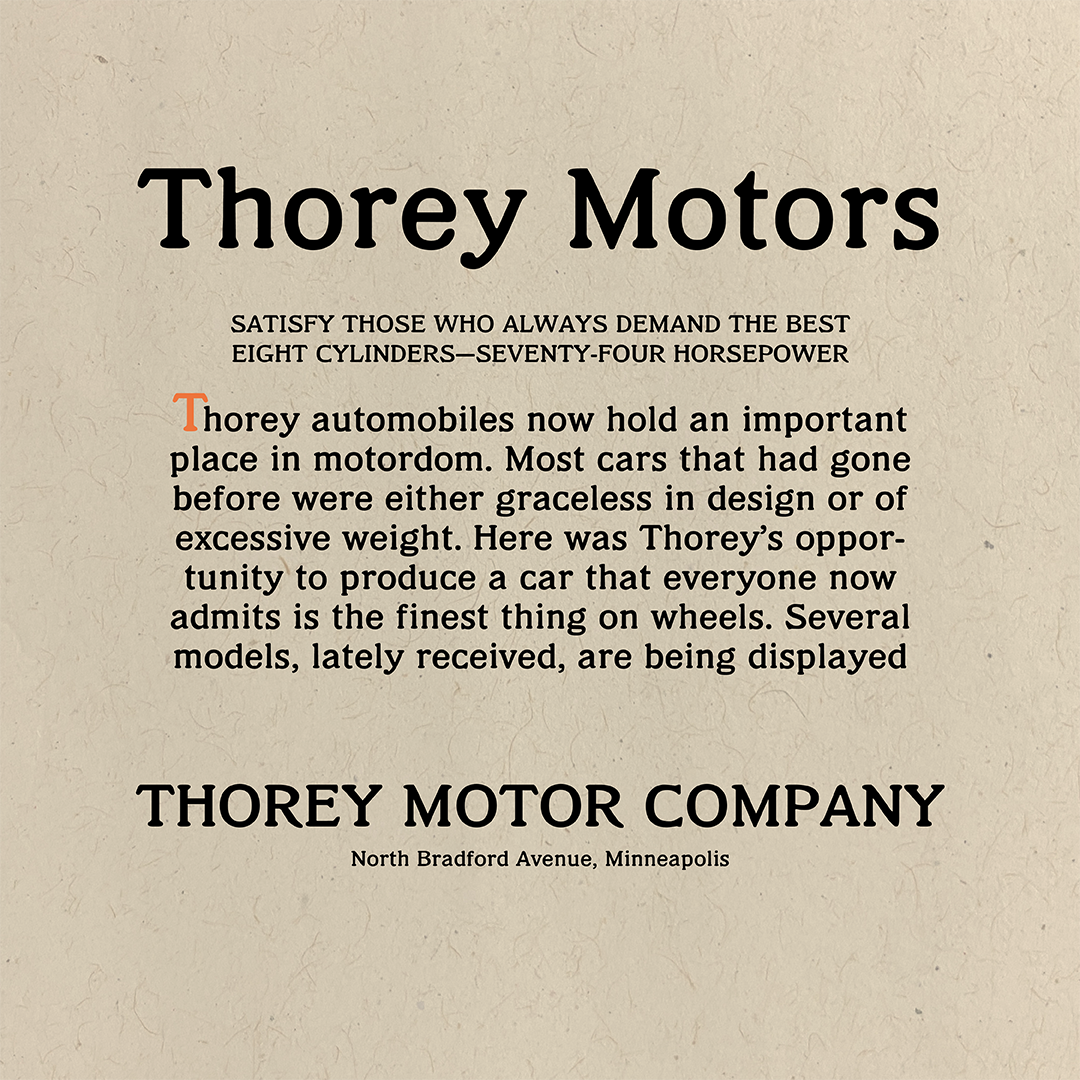 Thorey Motors
SATISFY THOSE WHO ALWAYS DEMAND THE BEST
EIGHT CYLINDERS—SEVENTY-FOUR HORSEPOWER
Thorey automobiles now hold an important
place in motordom. Most cars that had gone
before were either graceless in design or of
excessive weight. Here was Thorey’s oppor-
tunity to produce a car that everyone now
admits is the finest thing on wheels. Several
models, lately received, are being displayed
THOREY MOTOR COMPANY
North Bradford Avenue, Minneapolis